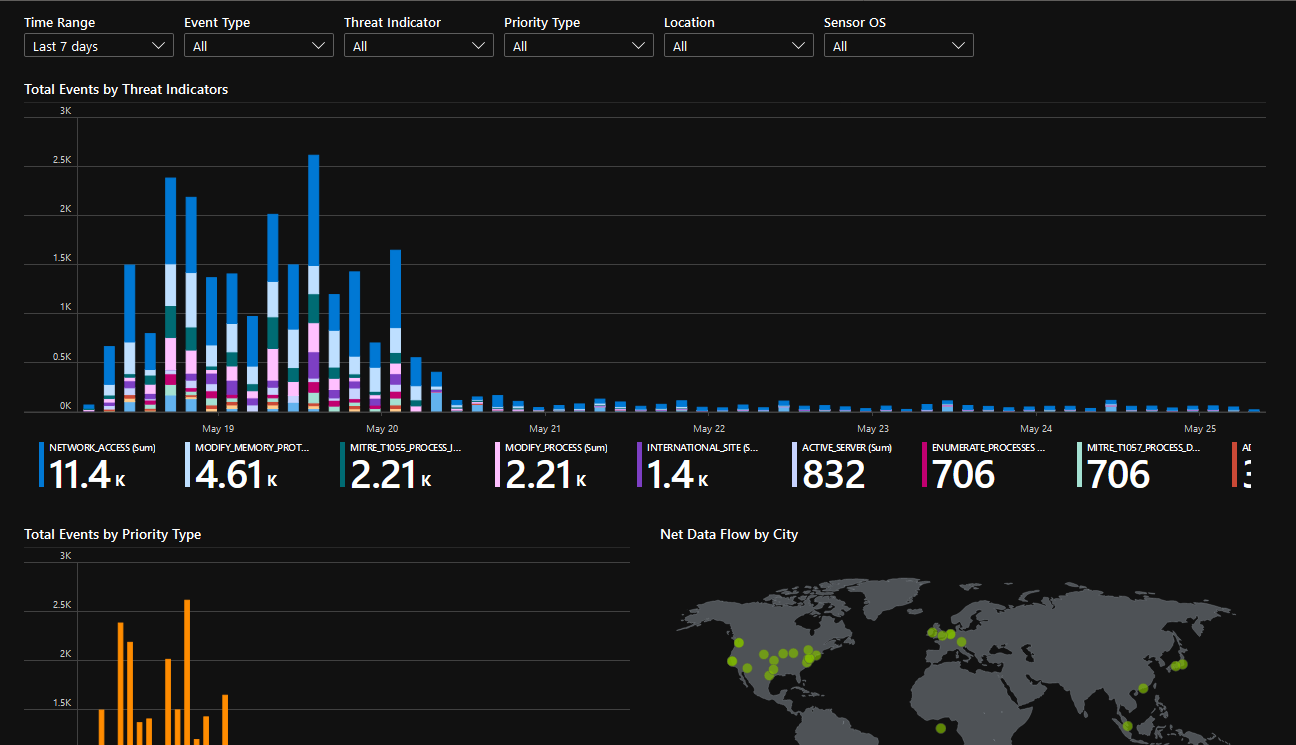 Time Range Event Type Threat Indicator Priority Type Location Sensor OS
Last 7 days All All All All All
Total Events by Threat Indicators
3K
2.5K
2K
1.5K
1K
0.5K
0K
May 19 May 20 May 21 May 22 May 23 May 24 May 25
NETWORK_ACCESS (Sum) MODIFY_MEMORY_PROT... MITRE_T1055_PROCESS_I... MODIFY_PROCESS (Sum) INTERNATIONAL_SITE (S... ACTIVE_SERVER (Sum) ENUMERATE_PROCESSES ... MITRE_T1057_PROCESS_D...
11.4 K 4.61 K 2.21 K 2.21 K 1.4 K 832 706 706
Total Events by Priority Type Net Data Flow by City
3K
2.5K
2K
1.5K